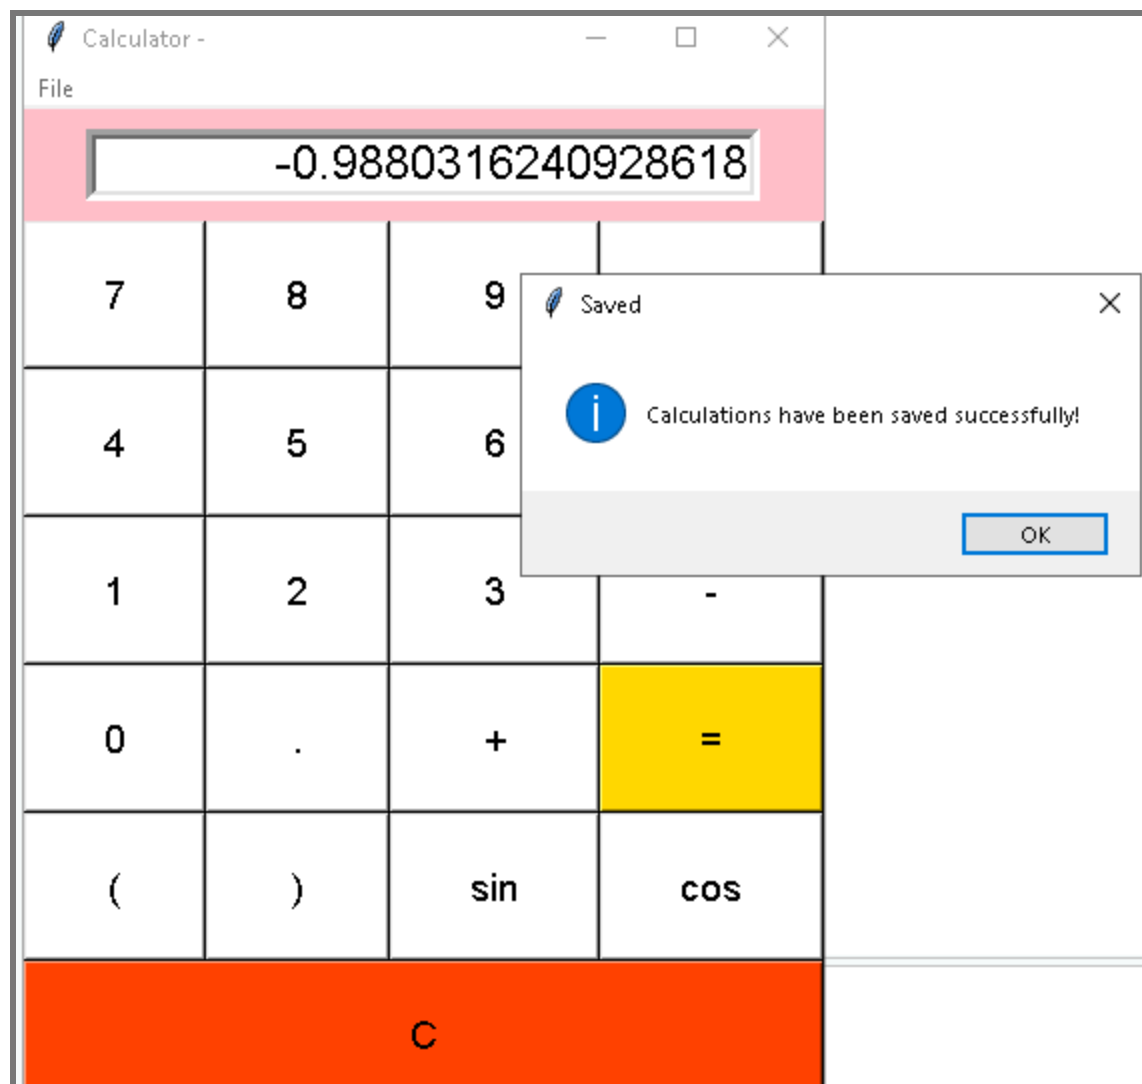 Calculator -
File
-0.9880316240928618
7 8 9
Saved
Calculations have been saved successfully!
4 5 6
OK
1 2 3 -
0 . + =
( ) sin cos
C